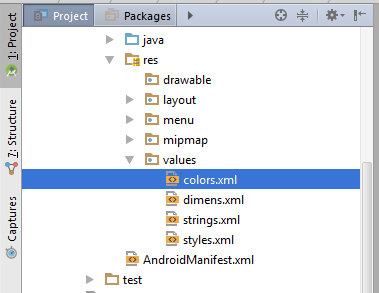 Project Packages
1: Project
7: Structure
Captures
java
res
drawable
layout
menu
mipmap
values
colors.xml
dimens.xml
strings.xml
styles.xml
AndroidManifest.xml
test